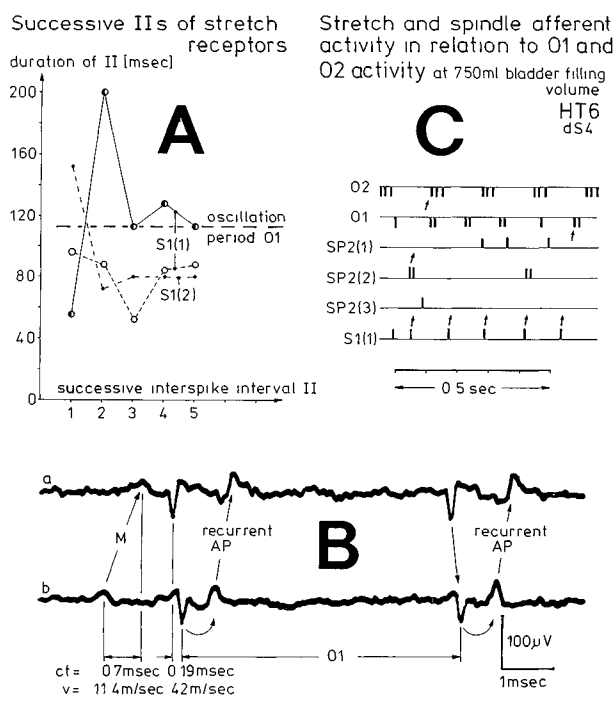 Successive IIs of stretch
receptors
duration of II [msec]
200
160
120
80
40
0
A
oscillation
period O1
S1(1)
S1(2)
successive interspike interval II
1 2 3 4 5
Stretch and spindle afferent
activity in relation to O1 and
O2 activity at 750ml bladder filling
volume
HT6
dS4
C
O2
O1
SP2(1)
SP2(2)
SP2(3)
S1(1)
0 5 sec
a
M
recurrent
AP
B
recurrent
AP
b
O1
100µV
1msec
ct= 0 7msec 0 19msec
v= 11 4m/sec 42m/sec